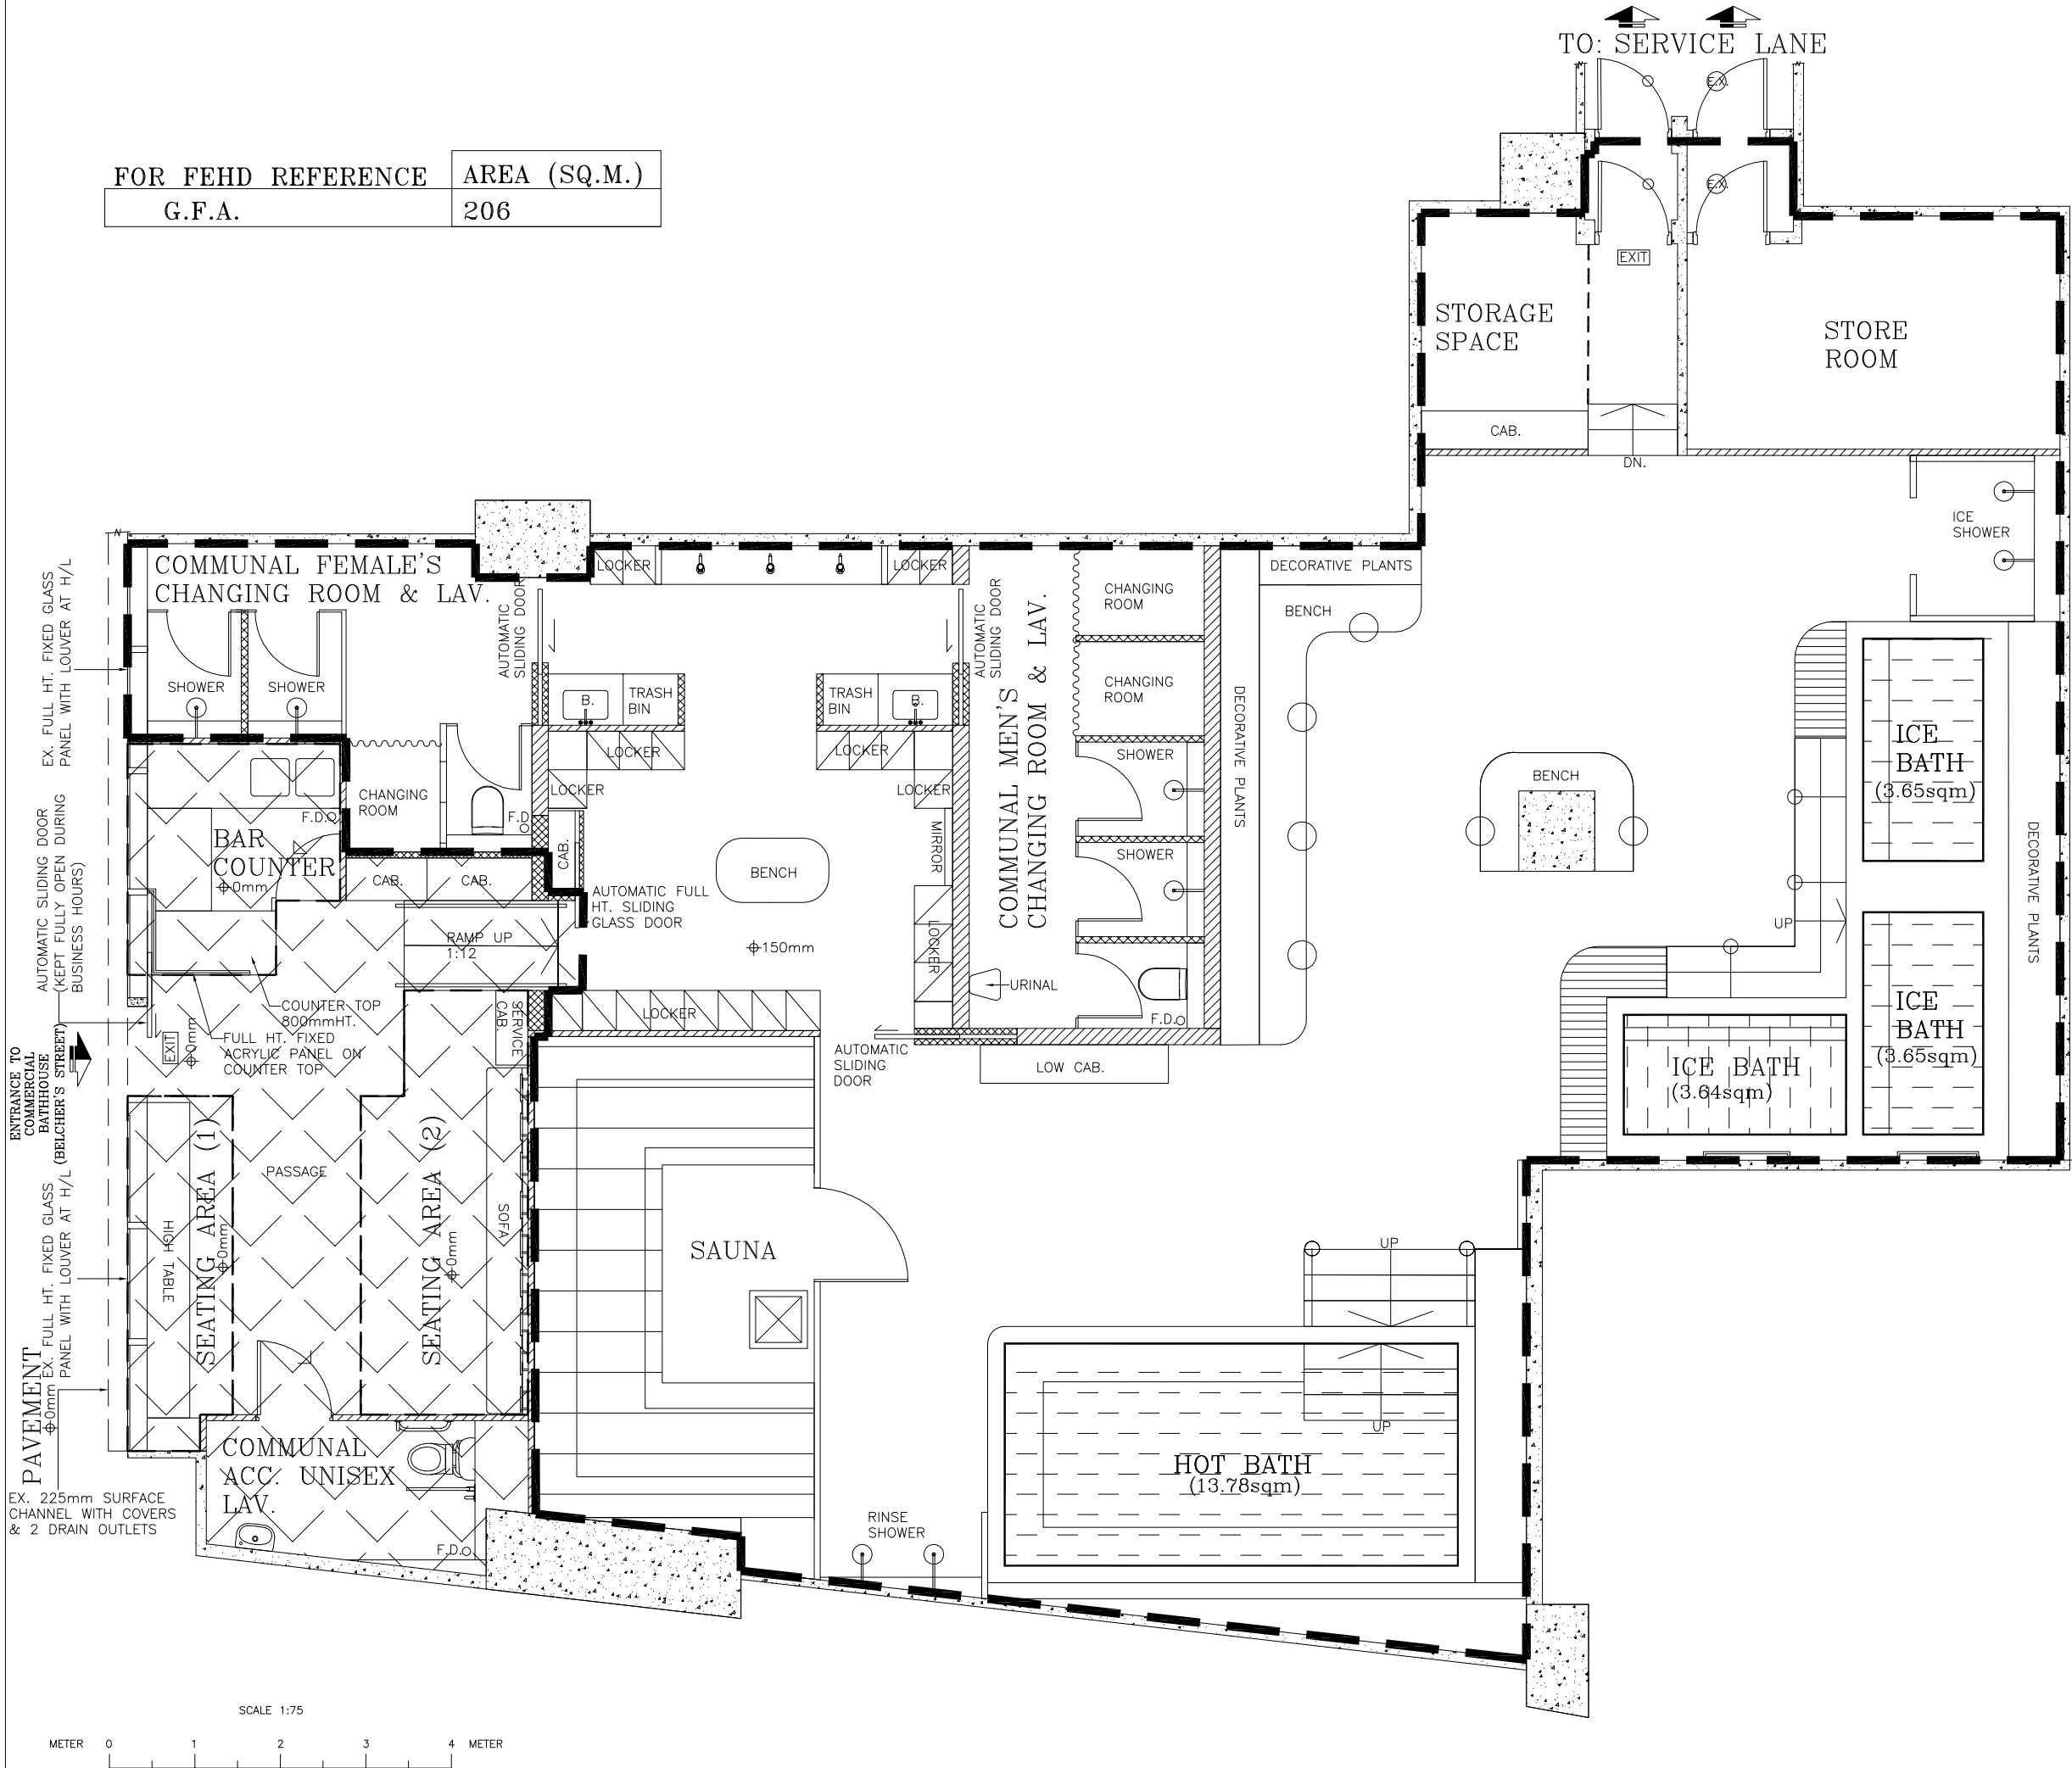 TO: SERVICE LANE
E.X.
E.X.
FOR FEHD REFERENCE AREA (SQ.M.)
G.F.A. 206
EXIT
STORAGE
SPACE
STORE
ROOM
CAB.
DN.
ICE
SHOWER
COMMUNAL FEMALE'S
CHANGING ROOM & LAV.
SHOWER
SHOWER
AUTOMATIC
SLIDING DOOR
LOCKER
LOCKER
AUTOMATIC
SLIDING DOOR
B.
TRASH
BIN
TRASH
BIN
B.
LOCKER
LOCKER
LOCKER
LOCKER
COMMUNAL MEN'S
CHANGING ROOM & LAV.
CHANGING
ROOM
CHANGING
ROOM
SHOWER
SHOWER
URINAL
F.D.
DECORATIVE PLANTS
DECORATIVE PLANTS
BENCH
BENCH
ICE
BATH
(3.65sqm)
DECORATIVE PLANTS
UP
ICE
BATH
(3.65sqm)
ICE BATH
(3.64sqm)
EX. FULL HT. FIXED GLASS
PANEL WITH LOUVER AT H/L
AUTOMATIC SLIDING DOOR
(KEPT FULLY OPEN DURING
BUSINESS HOURS)
BAR
COUNTER
0mm
F.D.
CHANGING
ROOM
F.D.
CAB.
CAB.
CAB.
MIRROR
BENCH
AUTOMATIC FULL
HT. SLIDING
GLASS DOOR
RAMP UP
1:12
150mm
LOCKER
COUNTER TOP
800mmHT.
FULL HT. FIXED
ACRYLIC PANEL ON
COUNTER TOP
EXIT
0mm
SERVICE
CAB.
LOCKER
AUTOMATIC
SLIDING
DOOR
LOW CAB.
ENTRANCE TO
COMMERCIAL
BATHHOUSE
(BELCHER'S STREET)
EX. FULL HT. FIXED GLASS
PANEL WITH LOUVER AT H/L
HIGH TABLE
SEATING AREA (1)
0mm
PASSAGE
SEATING AREA (2)
0mm
SOFA
SAUNA
UP
UP
HOT BATH
(13.78sqm)
RINSE
SHOWER
PAVEMENT
0mm
COMMUNAL
ACC. UNISEX
LAV.
F.D.
EX. 225mm SURFACE
CHANNEL WITH COVERS
& 2 DRAIN OUTLETS
SCALE 1:75
METER 0 1 2 3 4 METER